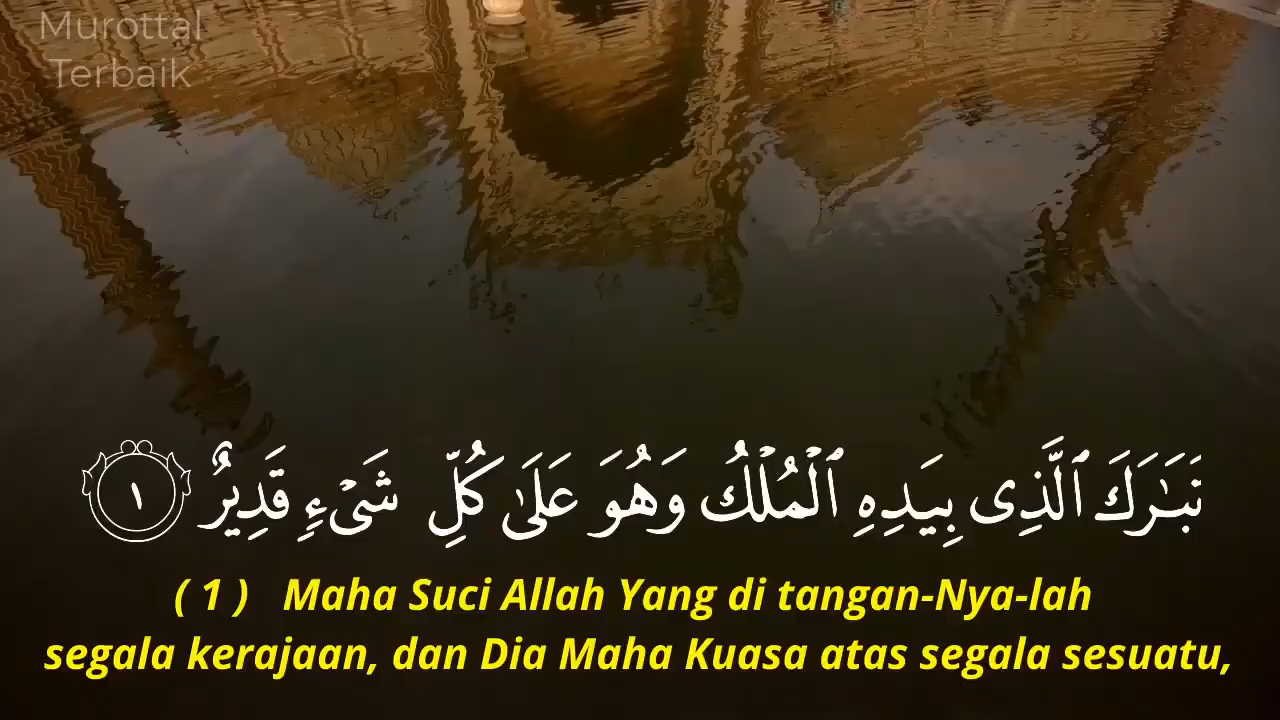 Murottal
Terbaik
تَبَٰرَكَ ٱلَّذِى بِيَدِهِ ٱلْمُلْكُ وَهُوَ عَلَىٰ كُلِّ شَىْءٍ قَدِيرٌ ١
( 1 ) Maha Suci Allah Yang di tangan-Nya-lah
segala kerajaan, dan Dia Maha Kuasa atas segala sesuatu,